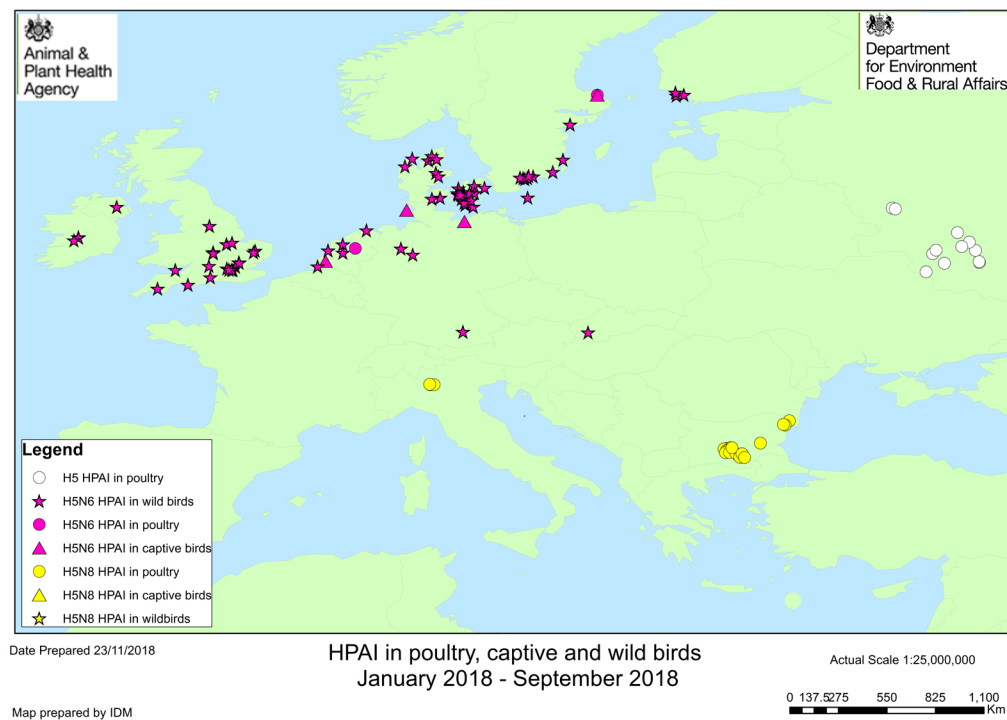 Animal &
Plant Health
Agency
Department
for Environment
Food & Rural Affairs
Legend
H5 HPAI in poultry
H5N6 HPAI in wild birds
H5N6 HPAI in poultry
H5N6 HPAI in captive birds
H5N8 HPAI in poultry
H5N8 HPAI in captive birds
H5N8 HPAI in wildbirds
Date Prepared 23/11/2018
HPAI in poultry, captive and wild birds
January 2018 - September 2018
Actual Scale 1:25,000,000
0 137.5275 550 825 1,100
Km
Map prepared by IDM